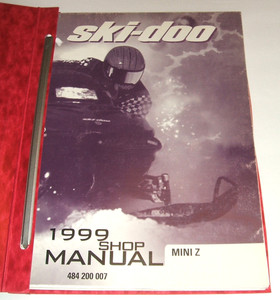 ski-doo
1999
SHOP
MANUAL
MINI Z
484 200 007